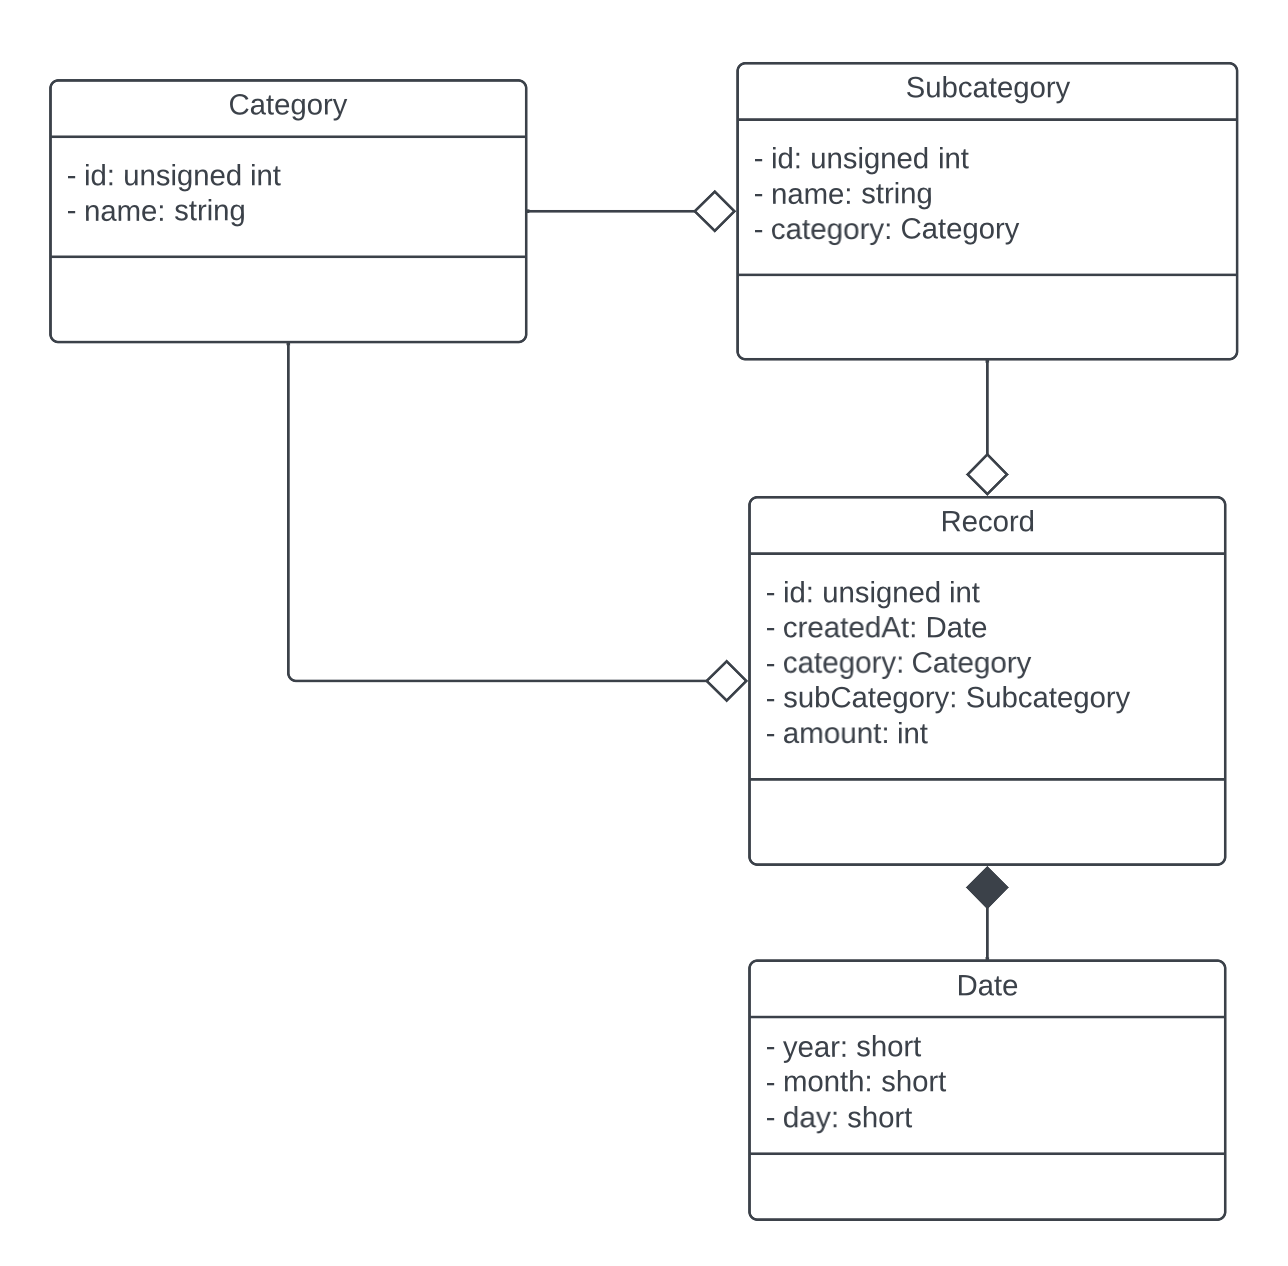 Category
- id: unsigned int
- name: string
Subcategory
- id: unsigned int
- name: string
- category: Category
Record
- id: unsigned int
- createdAt: Date
- category: Category
- subCategory: Subcategory
- amount: int
Date
- year: short
- month: short
- day: short